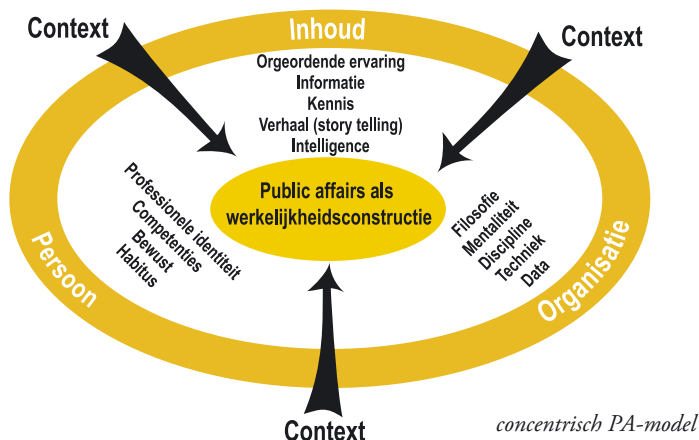 Context
Inhoud
Context
Orgeordende ervaring
Informatie
Kennis
Verhaal (story telling)
Intelligence
Public affairs als
werkelijkheidsconstructie
Professionele identiteit
Competenties
Bewust
Habitus
Persoon
Filosofie
Mentaliteit
Discipline
Techniek
Data
Organisatie
Context
concentrisch PA-model